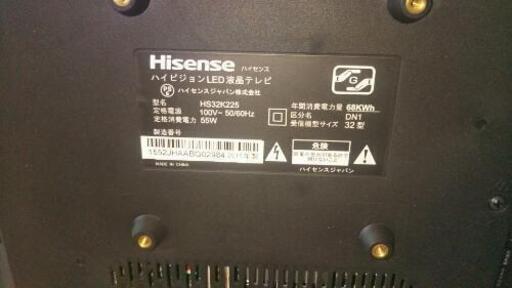 Hisense ハイセンス
ハイビジョンLED液晶テレビ
PSE ハイセンスジャパン株式会社
G
型名 HS32K225
定格電源 100V~ 50/60Hz
定格消費電力 55W
年間消費電力量 68KWh
区分名 DN1
受信機型サイズ 32型
製造番号
MADE IN CHINA
危険
ハイセンスジャパン